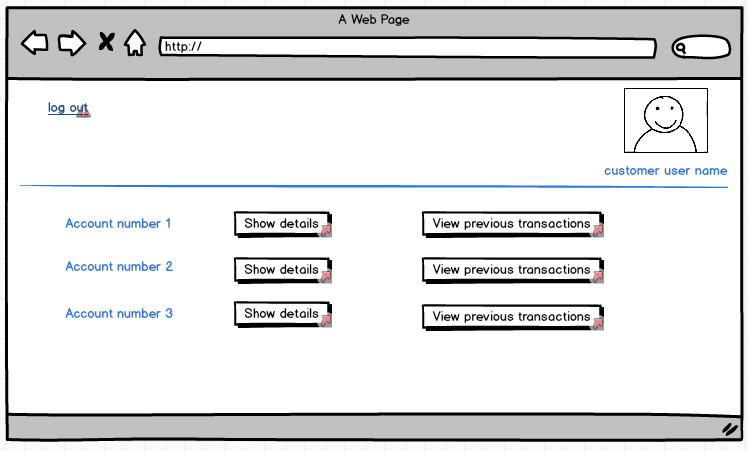 A Web Page
http://
log out
customer user name
Account number 1 Show details View previous transactions
Account number 2 Show details View previous transactions
Account number 3 Show details View previous transactions